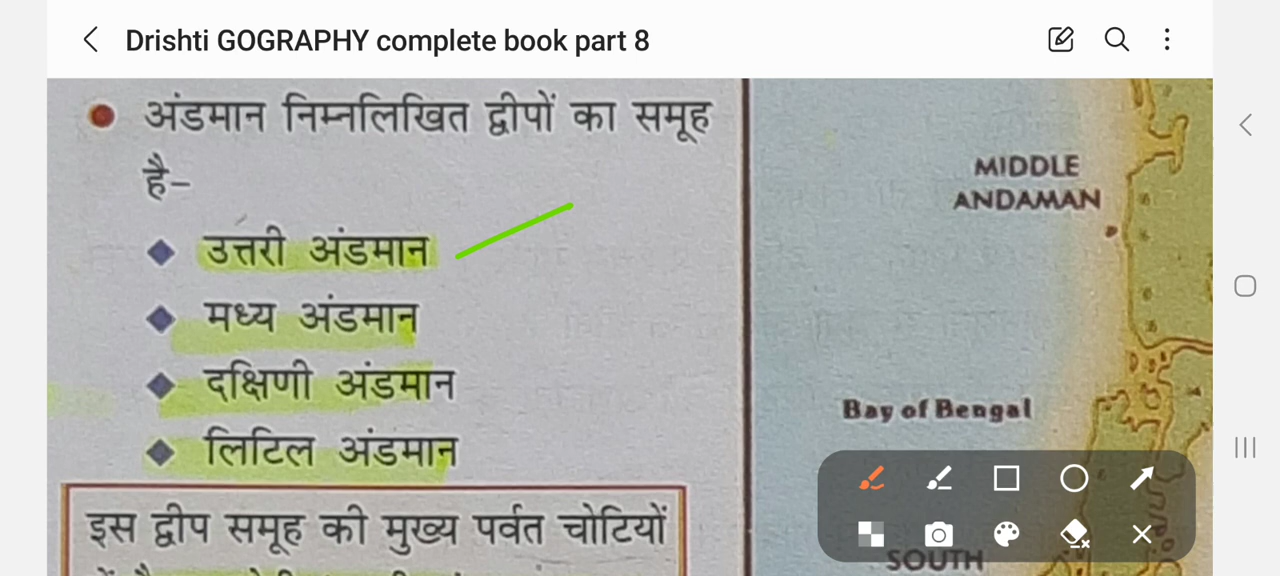 Drishti GOGRAPHY complete book part 8
अंडमान निम्नलिखित द्वीपों का समूह
है–
उत्तरी अंडमान
मध्य अंडमान
दक्षिणी अंडमान
लिटिल अंडमान
इस द्वीप समूह की मुख्य पर्वत चोटियों
MIDDLE
ANDAMAN
Bay of Bengal
SOUTH